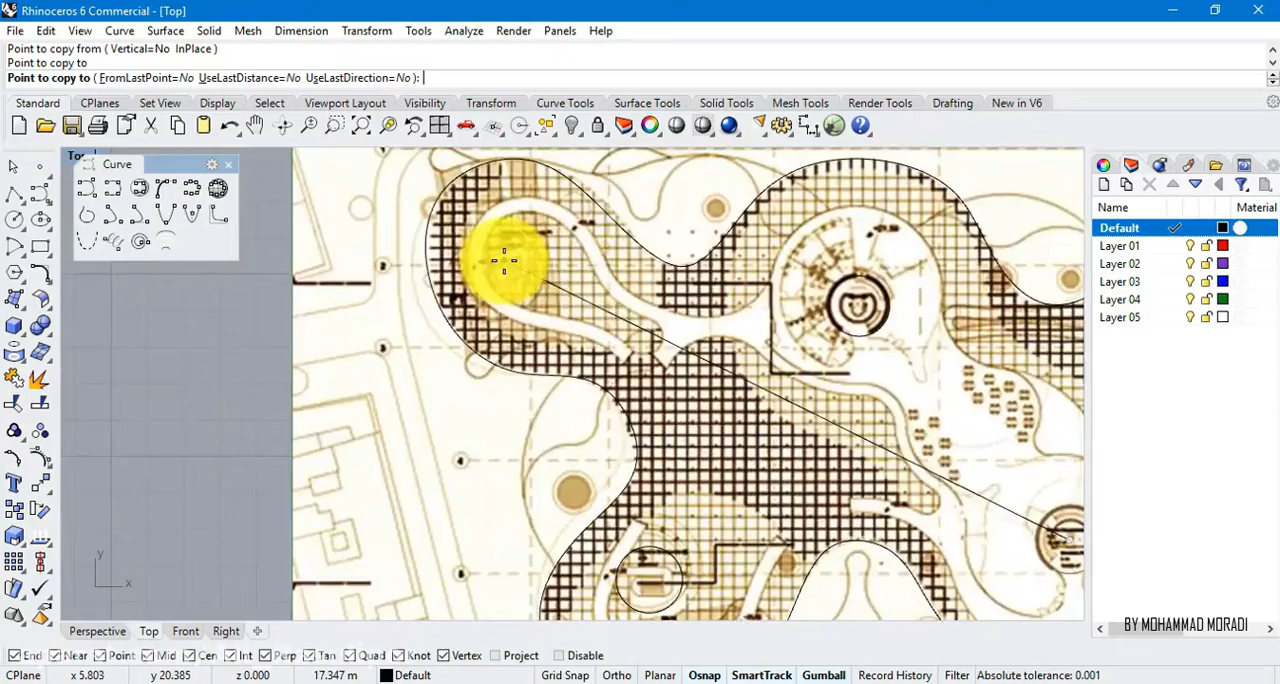 Rhinoceros 6 Commercial - [Top]
File Edit View Curve Surface Solid Mesh Dimension Transform Tools Analyze Render Panels Help
Point to copy from ( Vertical=No InPlace )
Point to copy to
Point to copy to ( FromLastPoint=No UseLastDistance=No UseLastDirection=No ):
Standard CPlanes Set View Display Select Viewport Layout Visibility Transform Curve Tools Surface Tools Solid Tools Mesh Tools Render Tools Drafting New in V6
Curve
Name Material
Default
Layer 01
Layer 02
Layer 03
Layer 04
Layer 05
y
x
BY MOHAMMAD MORADI
Perspective Top Front Right
End Near Point Mid Cen Int Perp Tan Quad Knot Vertex Project Disable
CPlane x 5.803 y 20.385 z 0.000 17.347 m Default Grid Snap Ortho Planar Osnap SmartTrack Gumball Record History Filter Absolute tolerance: 0.001